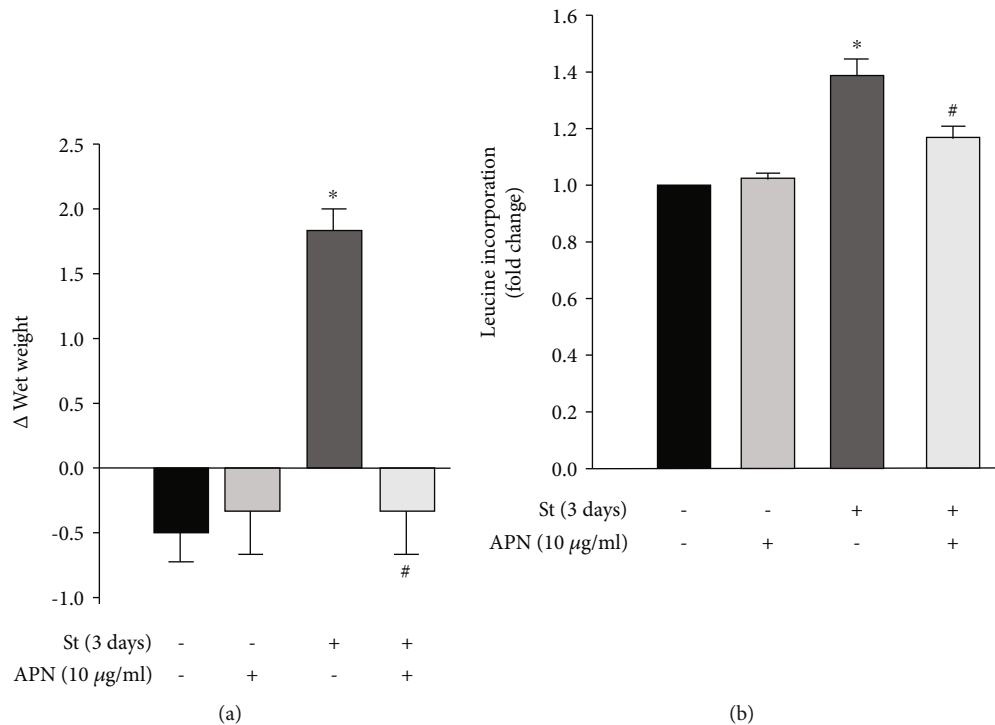 2.5
2.0
1.5
1.0
0.5
0.0
-0.5
-1.0
Δ Wet weight
*
#
St (3 days) - - + +
APN (10 μg/ml) - + - +
(a)
1.6
1.4
1.2
1.0
0.8
0.6
0.4
0.2
0.0
Leucine incorporation
(fold change)
*
#
St (3 days) - - + +
APN (10 μg/ml) - + - +
(b)